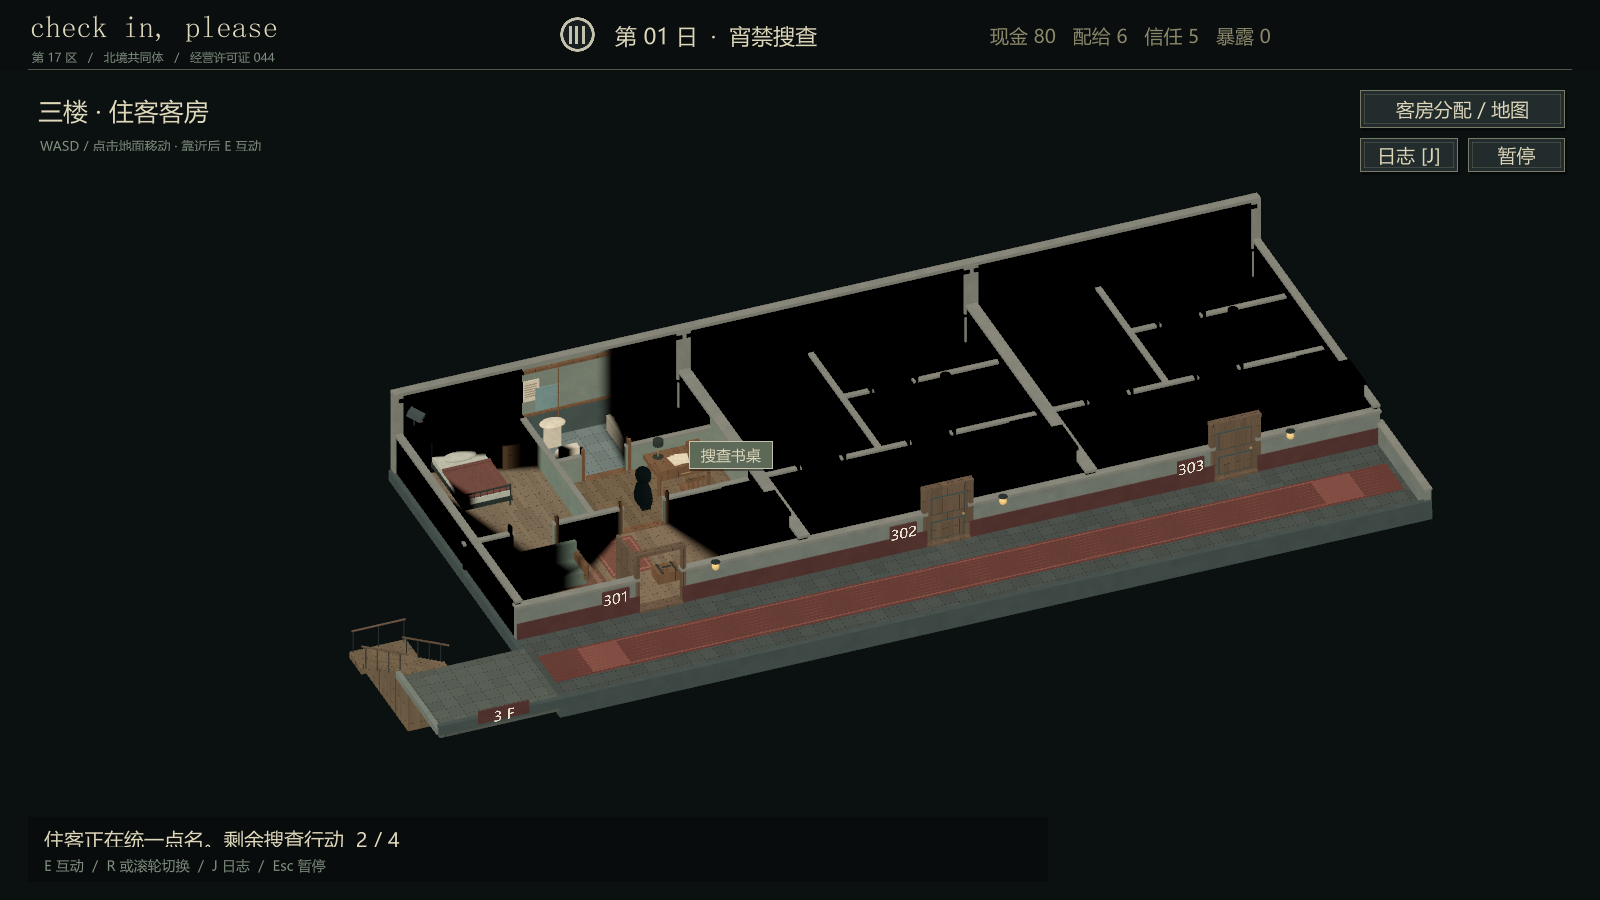 check in, please
第 17 区 / 北境共同体 / 经营许可证 044
第 01 日 · 宵禁搜查
现金 80 配给 6 信任 5 暴露 0
三楼 · 住客客房
WASD / 点击地面移动 · 靠近后 E 互动
客房分配 / 地图
日志 [J]
暂停
搜查书桌
303
302
301
3 F
住客正在统一点名。剩余搜查行动 2 / 4
E 互动 / R 或滚轮切换 / J 日志 / Esc 暂停